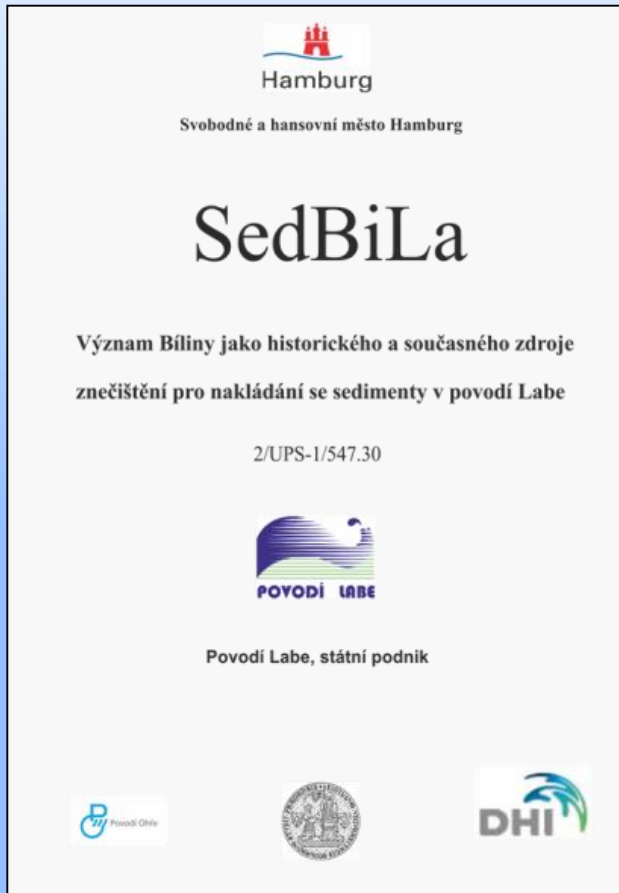 Hamburg
Svobodné a hansovní město Hamburg
SedBiLa
Význam Bíliny jako historického a současného zdroje
znečištění pro nakládání se sedimenty v povodí Labe
2/UPS-1/547.30
POVODÍ LABE
Povodí Labe, státní podnik
Povodí Ohře
DHI